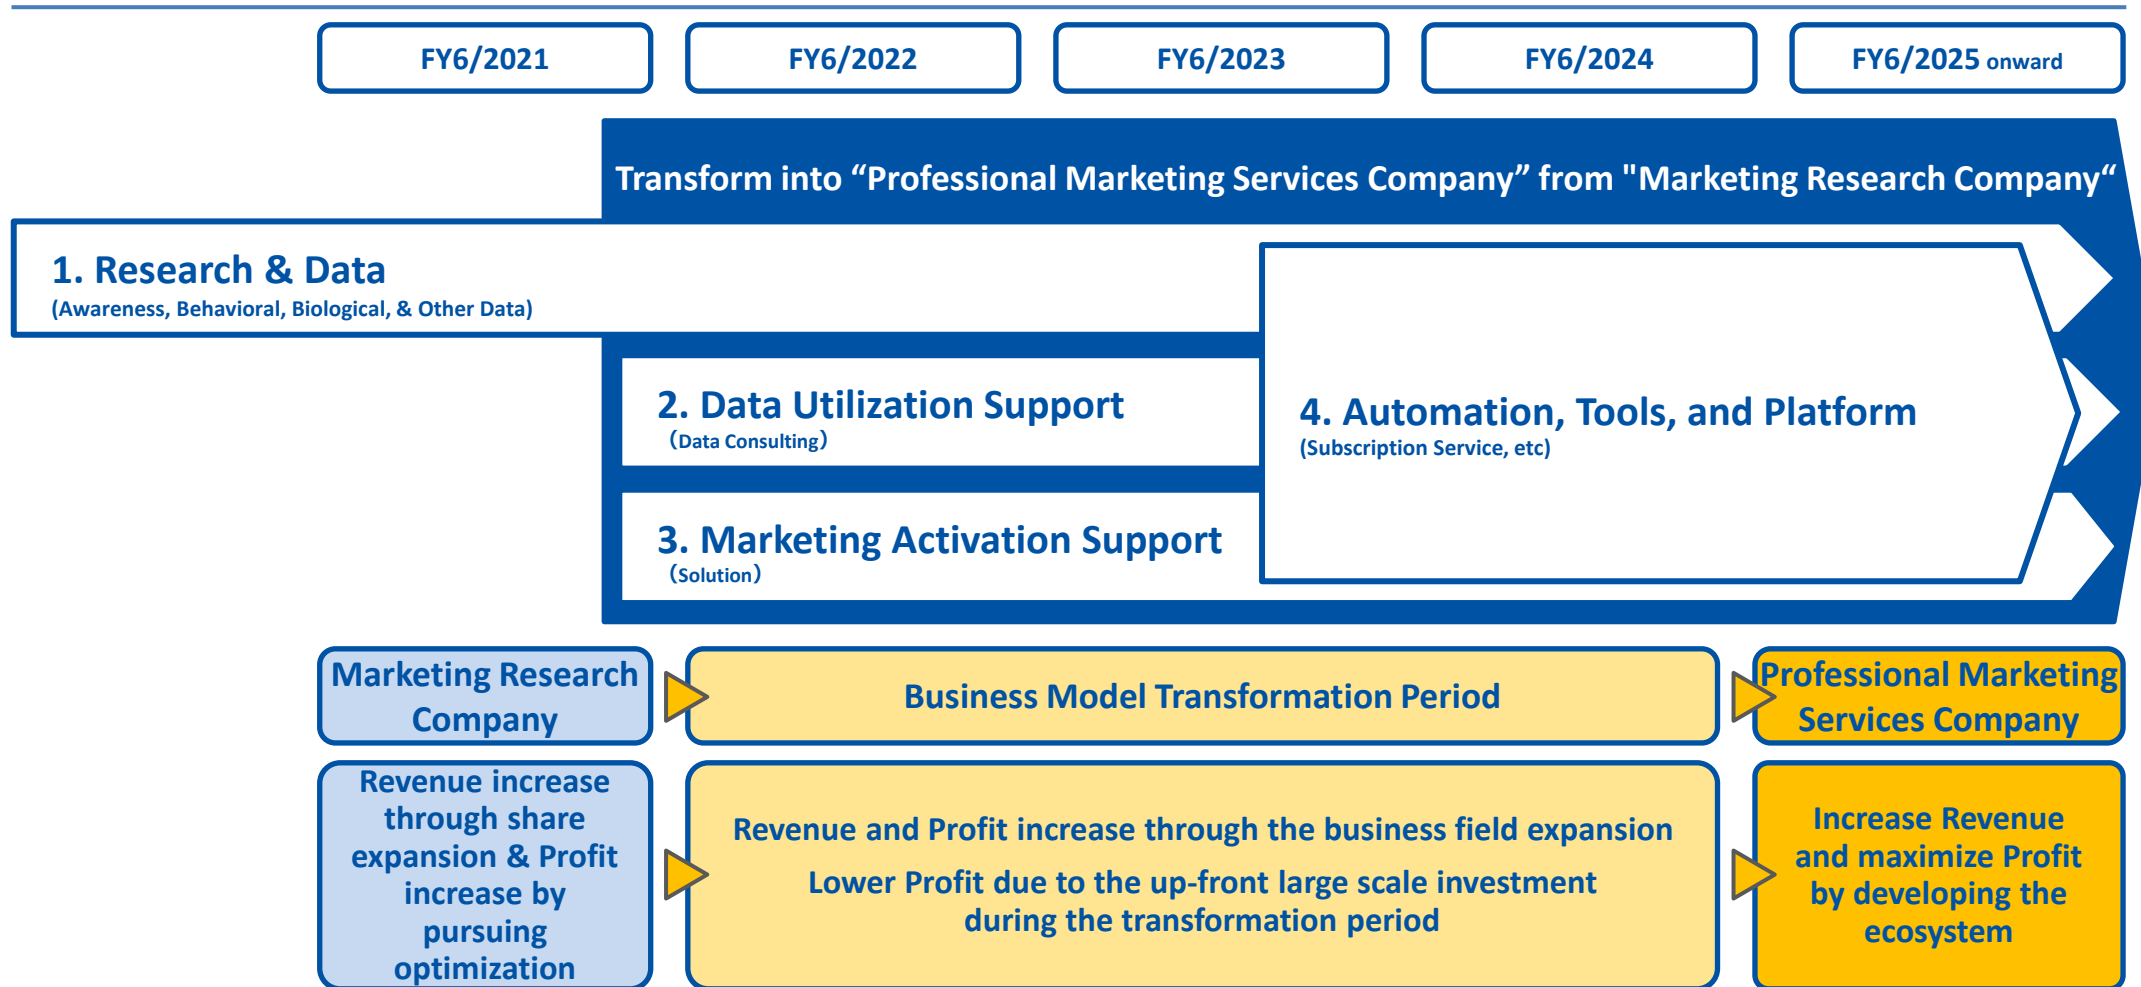 FY6/2021
FY6/2022
FY6/2023
FY6/2024
FY6/2025 onward
Transform into “Professional Marketing Services Company” from "Marketing Research Company“
1. Research & Data
(Awareness, Behavioral, Biological, & Other Data)
2. Data Utilization Support
（Data Consulting）
3. Marketing Activation Support
（Solution）
4. Automation, Tools, and Platform
(Subscription Service, etc)
Marketing Research
Company
Business Model Transformation Period
Professional Marketing
Services Company
Revenue increase
through share
expansion & Profit
increase by
pursuing
optimization
Revenue and Profit increase through the business field expansion
Lower Profit due to the up-front large scale investment
during the transformation period
Increase Revenue
and maximize Profit
by developing the
ecosystem